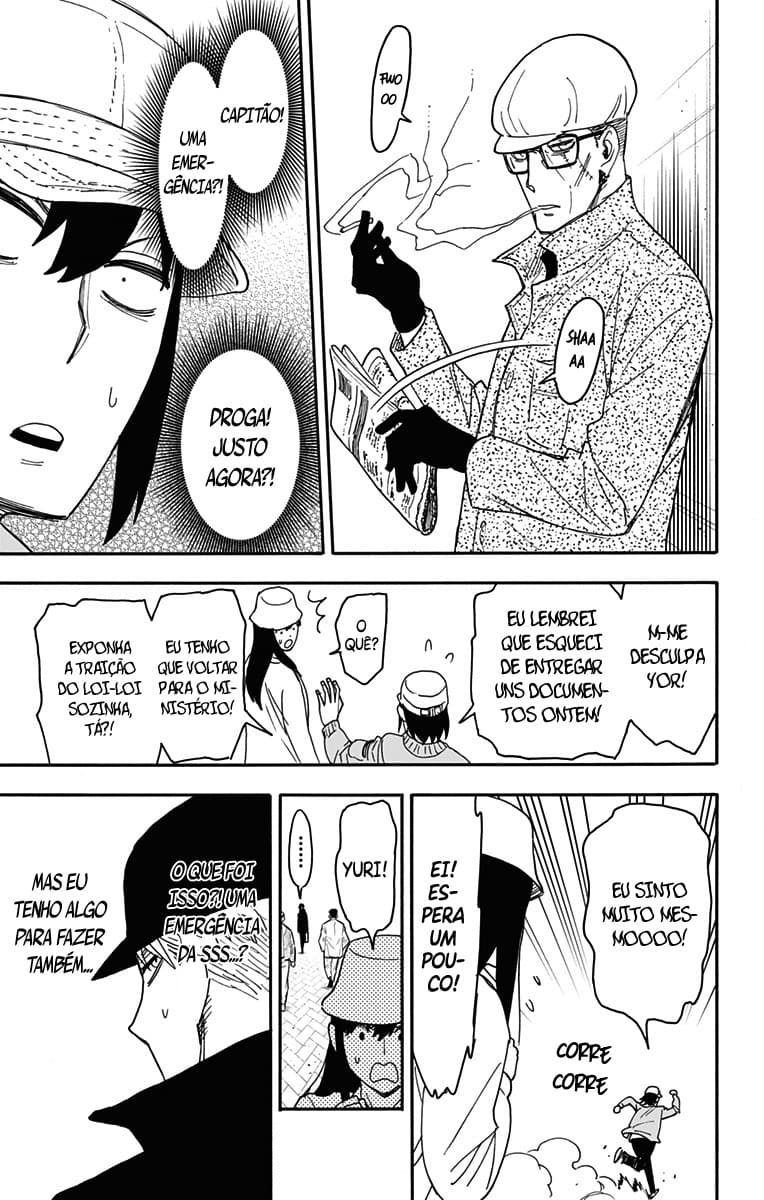 FWO
OO
SHAA
AA
CAPITÃO!
UMA
EMER-
GÊNCIA?!
DROGA!
JUSTO
AGORA?!
M-ME
DESCULPA
YOR!
EU LEMBREI
QUE ESQUECI
DE ENTREGAR
UNS DOCUMEN-
TOS ONTEM!
O
QUÊ?
EU TENHO
QUE VOLTAR
PARA O MI-
NISTÉRIO!
EXPONHA
A TRAIÇÃO
DO LOI-LOI
SOZINHA,
TÁ?!
EU SINTO
MUITO MES-
MOOOO!
CORRE
CORRE
EI!
ES-
PERA
UM
POU-
CO!
YURI!
......
O QUE FOI
ISSO?! UMA
EMERGÊNCIA
DA SSS...?
MAS EU
TENHO ALGO
PARA FAZER
TAMBÉM...